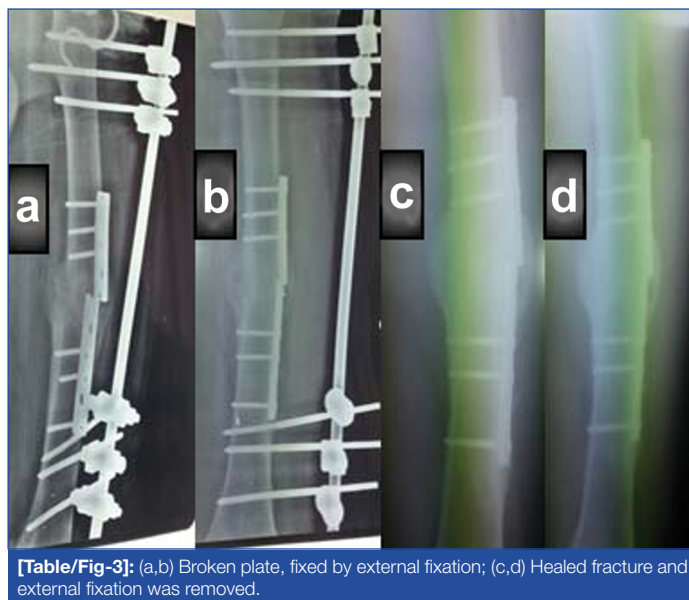 a
b
c
d
[Table/Fig-3]: (a,b) Broken plate, fixed by external fixation; (c,d) Healed fracture and
external fixation was removed.